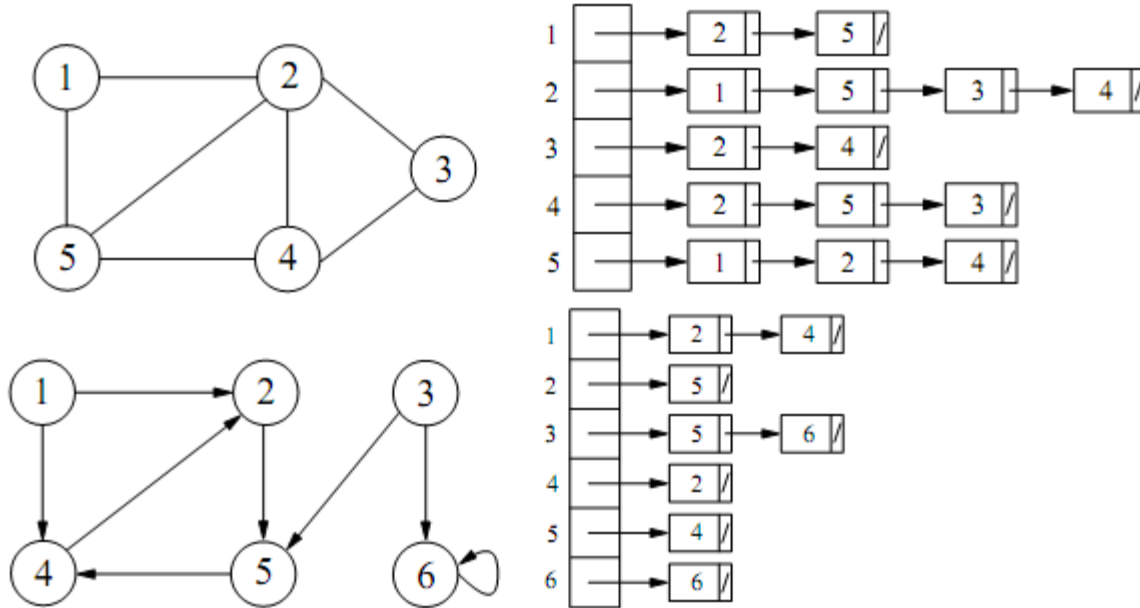 1 2
3
5 4
1 2 5 /
2 1 5 3 4 /
3 2 4 /
4 2 5 3 /
5 1 2 4 /
1 2 3
4 5 6
1 2 4 /
2 5 /
3 5 6 /
4 2 /
5 4 /
6 6 /